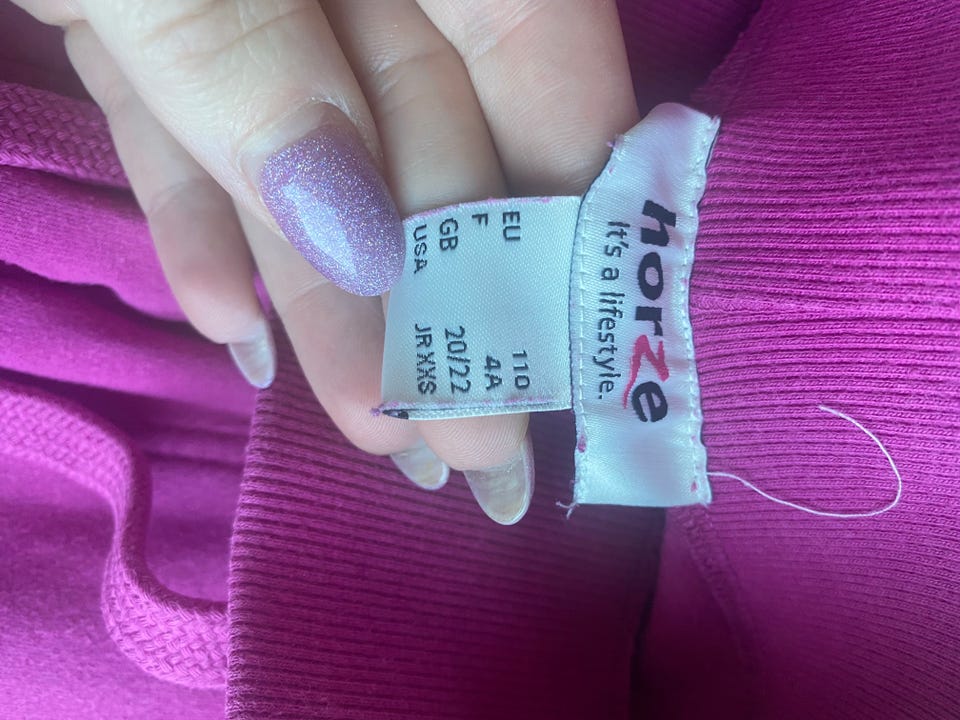 horze
It's a lifestyle.
EU 110
F 4A
GB 20/22
USA JR XXS